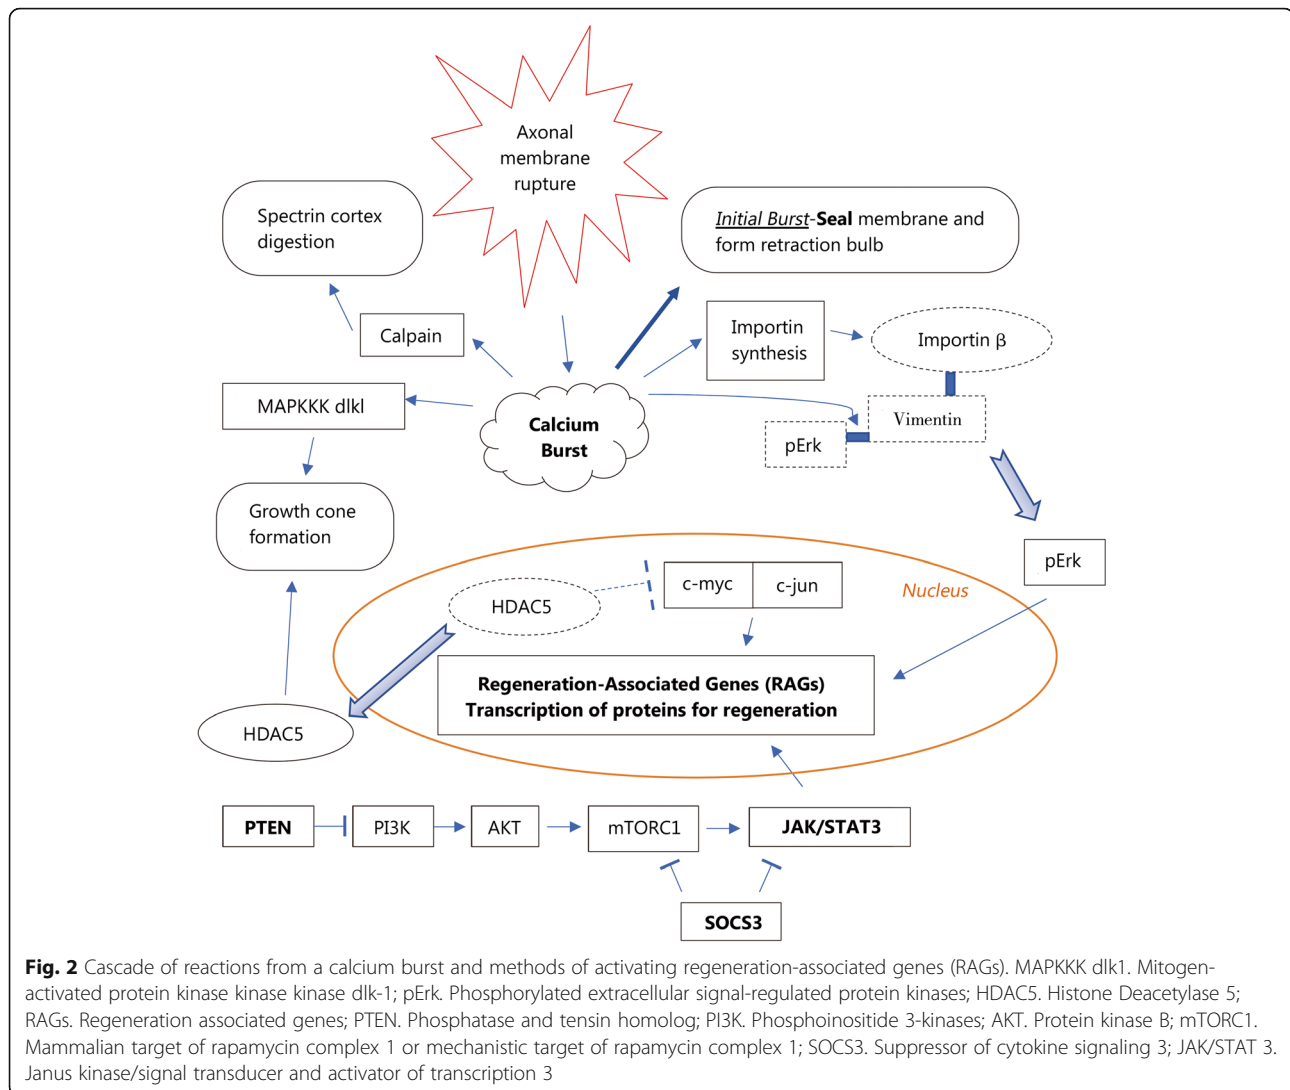 Axonal
membrane
rupture
Spectrin cortex
digestion
Initial Burst-Seal membrane and
form retraction bulb
Calpain
Importin
synthesis
Importin β
MAPKKK dlkl
Calcium
Burst
Vimentin
pErk
Growth cone
formation
pErk
c-myc
c-jun
Nucleus
HDAC5
Regeneration-Associated Genes (RAGs)
Transcription of proteins for regeneration
HDAC5
PTEN
PI3K
AKT
mTORC1
JAK/STAT3
SOCS3
Fig. 2 Cascade of reactions from a calcium burst and methods of activating regeneration-associated genes (RAGs). MAPKKK dlk1. Mitogen-
activated protein kinase kinase kinase dlk-1; pErk. Phosphorylated extracellular signal-regulated protein kinases; HDAC5. Histone Deacetylase 5;
RAGs. Regeneration associated genes; PTEN. Phosphatase and tensin homolog; PI3K. Phosphoinositide 3-kinases; AKT. Protein kinase B; mTORC1.
Mammalian target of rapamycin complex 1 or mechanistic target of rapamycin complex 1; SOCS3. Suppressor of cytokine signaling 3; JAK/STAT 3.
Janus kinase/signal transducer and activator of transcription 3